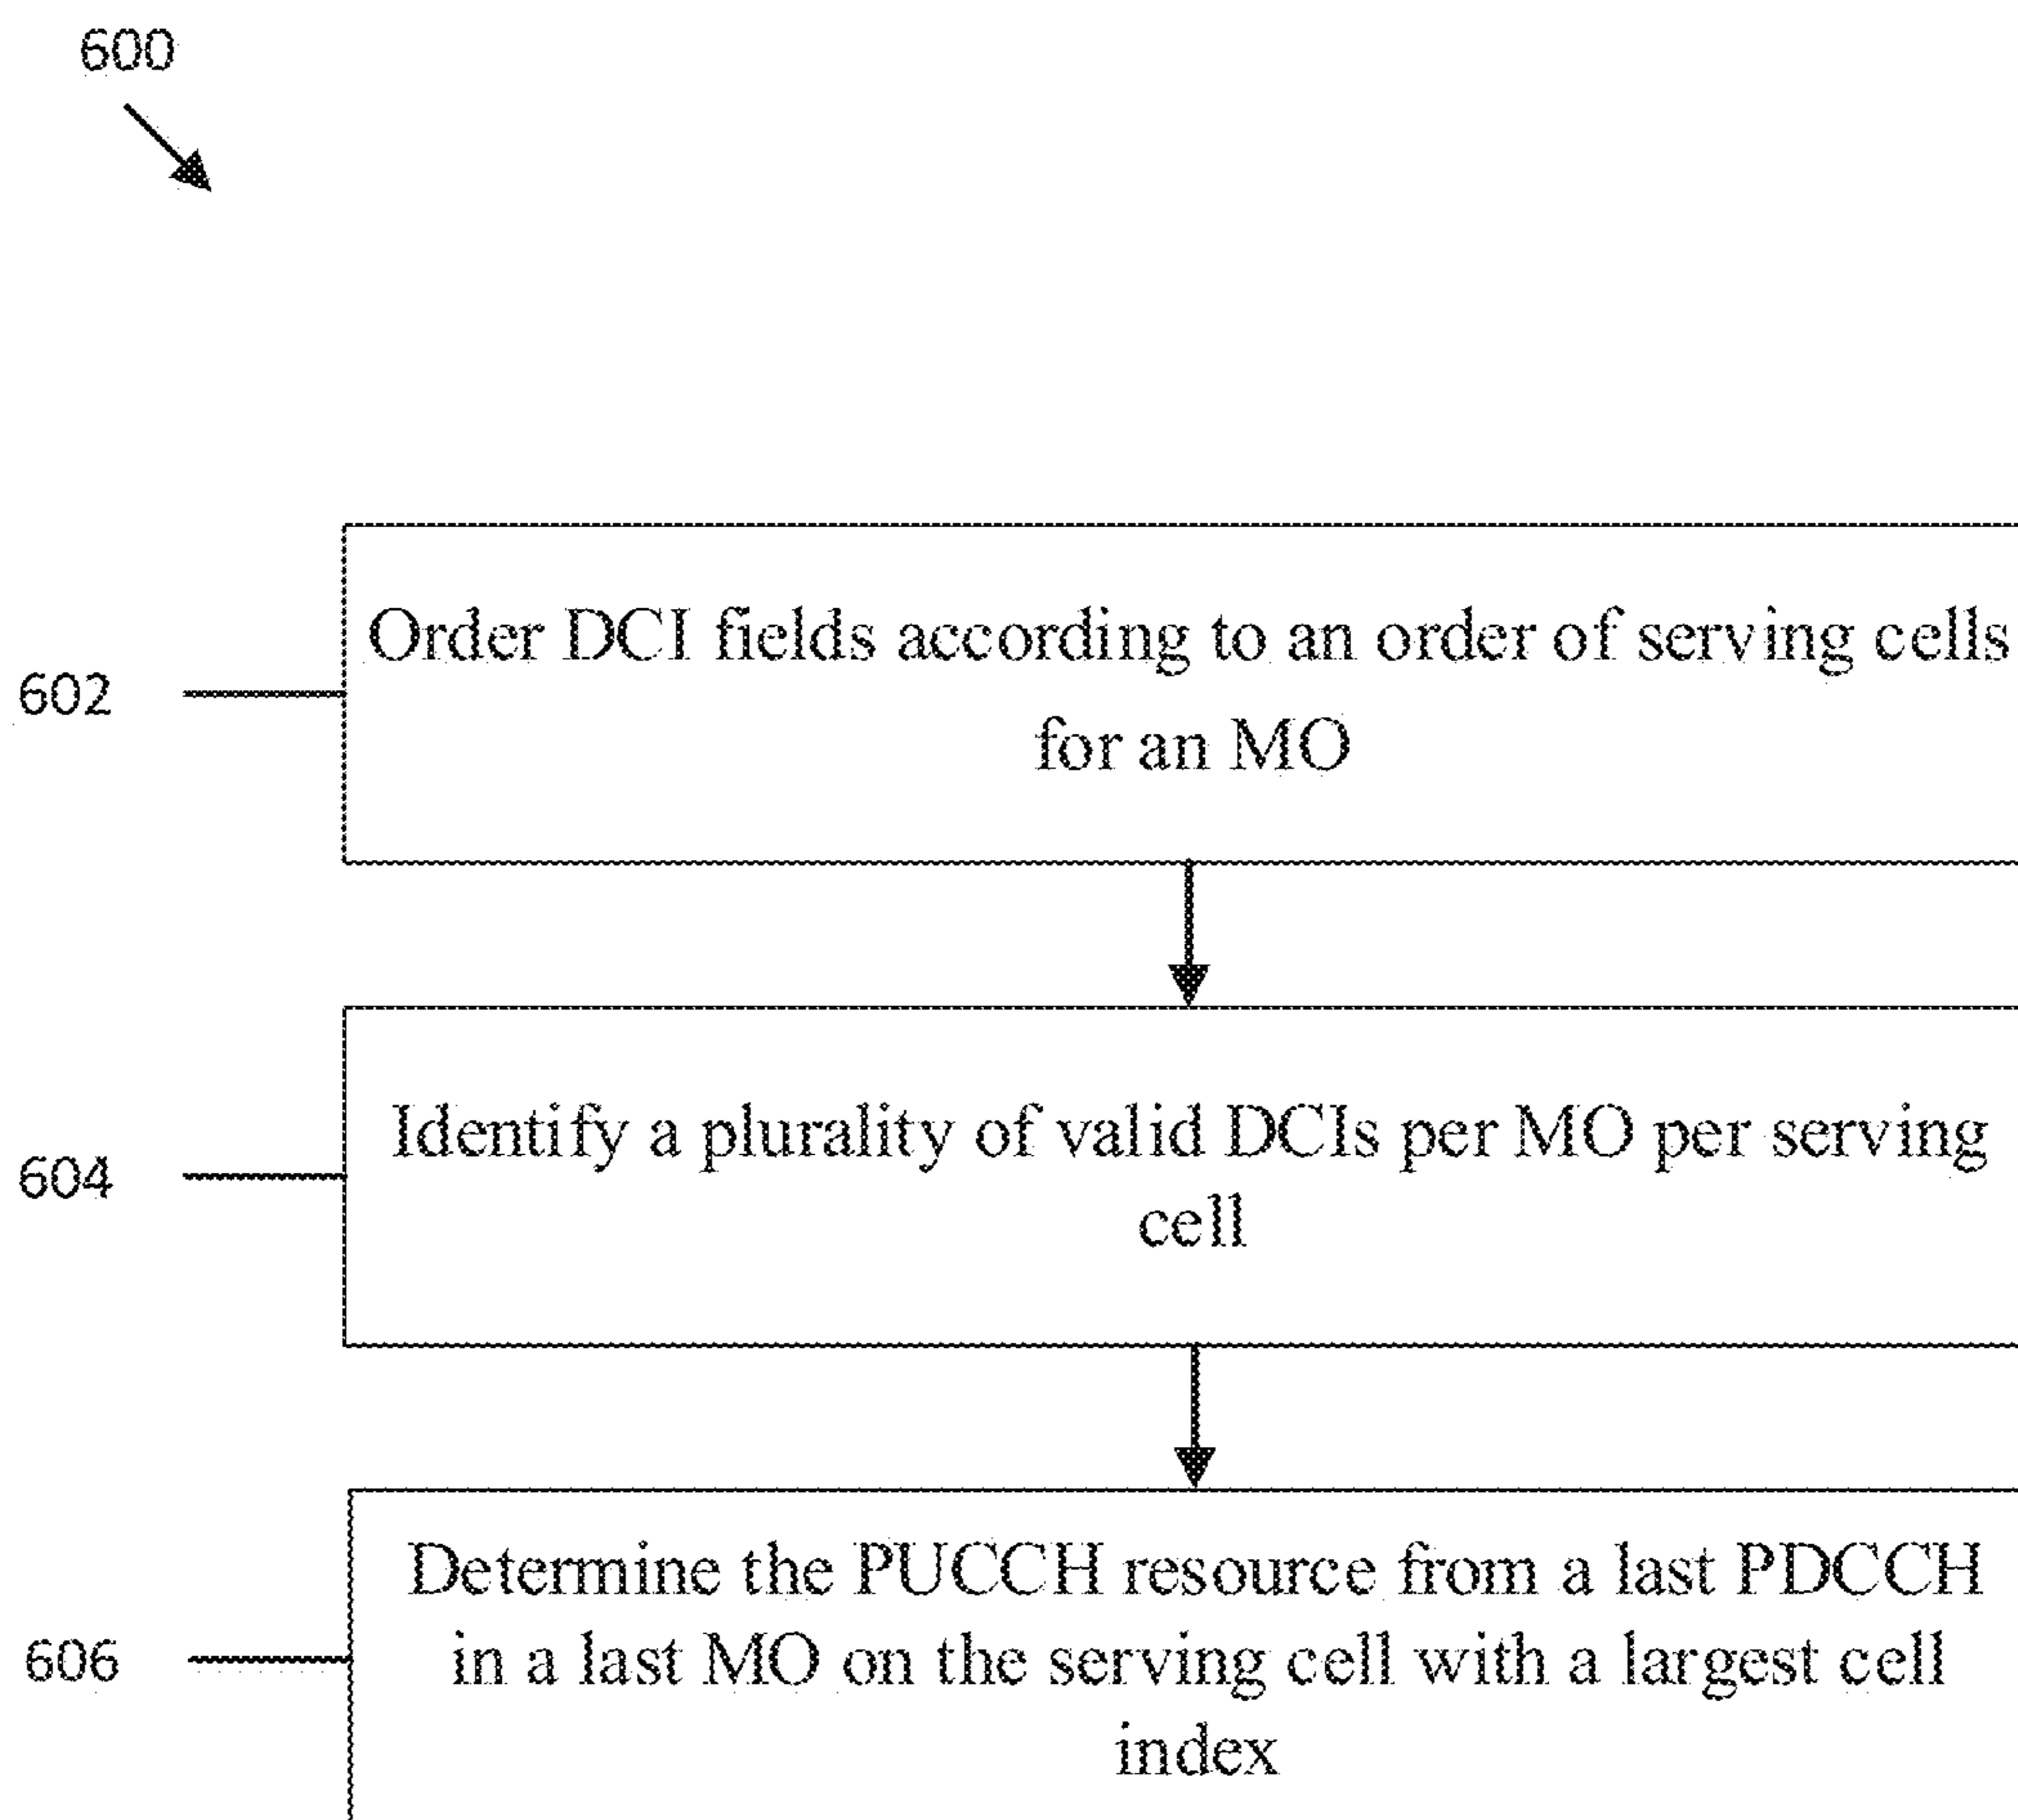 600
Order DCI fields according to an order of serving cells
for an MO
602
Identify a plurality of valid DCIs per MO per serving
cell
604
Determine the PUCCH resource from a last PDCCH
in a last MO on the serving cell with a largest cell
index
606